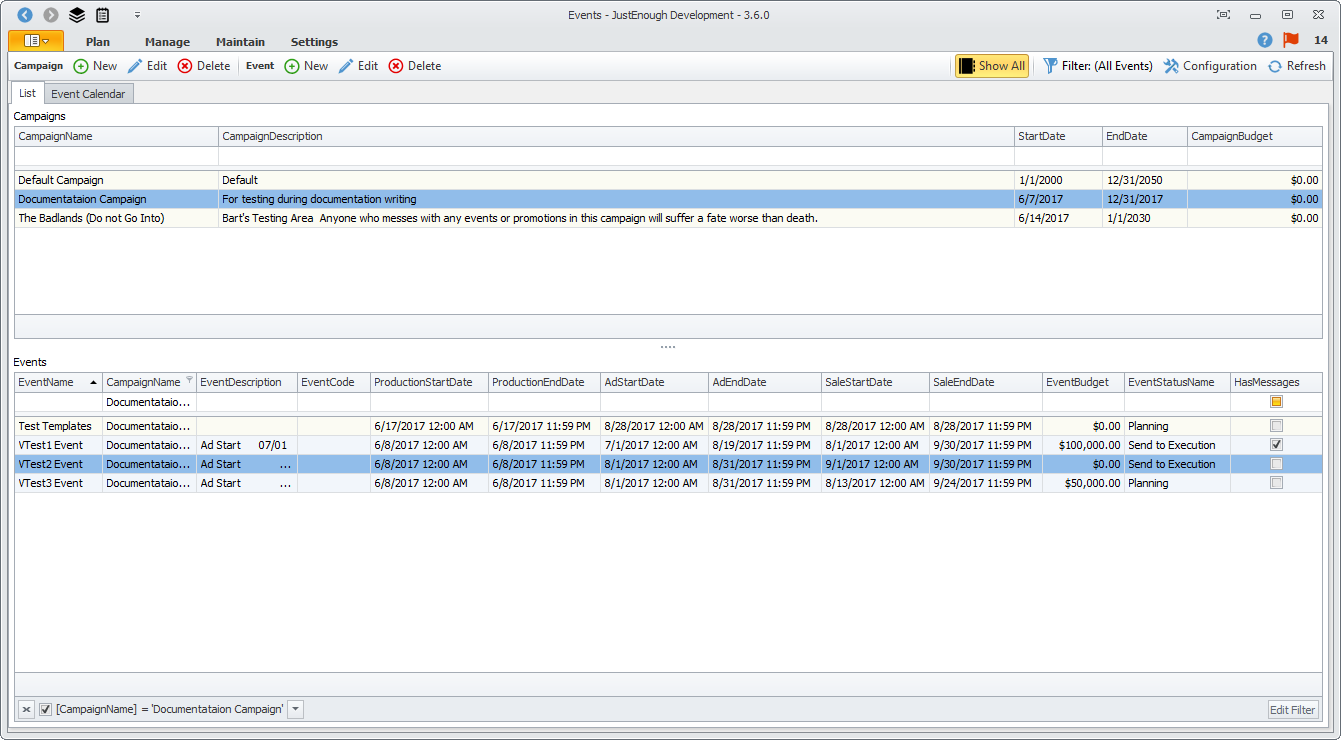 Events - JustEnough Development - 3.6.0
Plan Manage Maintain Settings 14
Campaign New Edit Delete Event New Edit Delete Show All Filter: (All Events) Configuration Refresh
List Event Calendar
Campaigns
CampaignName CampaignDescription StartDate EndDate CampaignBudget
Default Campaign Default 1/1/2000 12/31/2050 $0.00
Documentataion Campaign For testing during documentation writing 6/7/2017 12/31/2017 $0.00
The Badlands (Do not Go Into) Bart's Testing Area Anyone who messes with any events or promotions in this campaign will suffer a fate worse than death. 6/14/2017 1/1/2030 $0.00
Events
EventName CampaignName EventDescription EventCode ProductionStartDate ProductionEndDate AdStartDate AdEndDate SaleStartDate SaleEndDate EventBudget EventStatusName HasMessages
Documentataio...
Test Templates Documentataio... 6/17/2017 12:00 AM 6/17/2017 11:59 PM 8/28/2017 12:00 AM 8/28/2017 11:59 PM 8/28/2017 12:00 AM 8/28/2017 11:59 PM $0.00 Planning
VTest1 Event Documentataio... Ad Start 07/01 6/8/2017 12:00 AM 6/8/2017 11:59 PM 7/1/2017 12:00 AM 8/19/2017 11:59 PM 8/1/2017 12:00 AM 9/30/2017 11:59 PM $100,000.00 Send to Execution
VTest2 Event Documentataio... Ad Start ... 6/8/2017 12:00 AM 6/8/2017 11:59 PM 8/1/2017 12:00 AM 8/31/2017 11:59 PM 9/1/2017 12:00 AM 9/30/2017 11:59 PM $0.00 Send to Execution
VTest3 Event Documentataio... Ad Start ... 6/8/2017 12:00 AM 6/8/2017 11:59 PM 8/1/2017 12:00 AM 8/31/2017 11:59 PM 8/13/2017 12:00 AM 9/24/2017 11:59 PM $50,000.00 Planning
[CampaignName] = 'Documentataion Campaign' Edit Filter